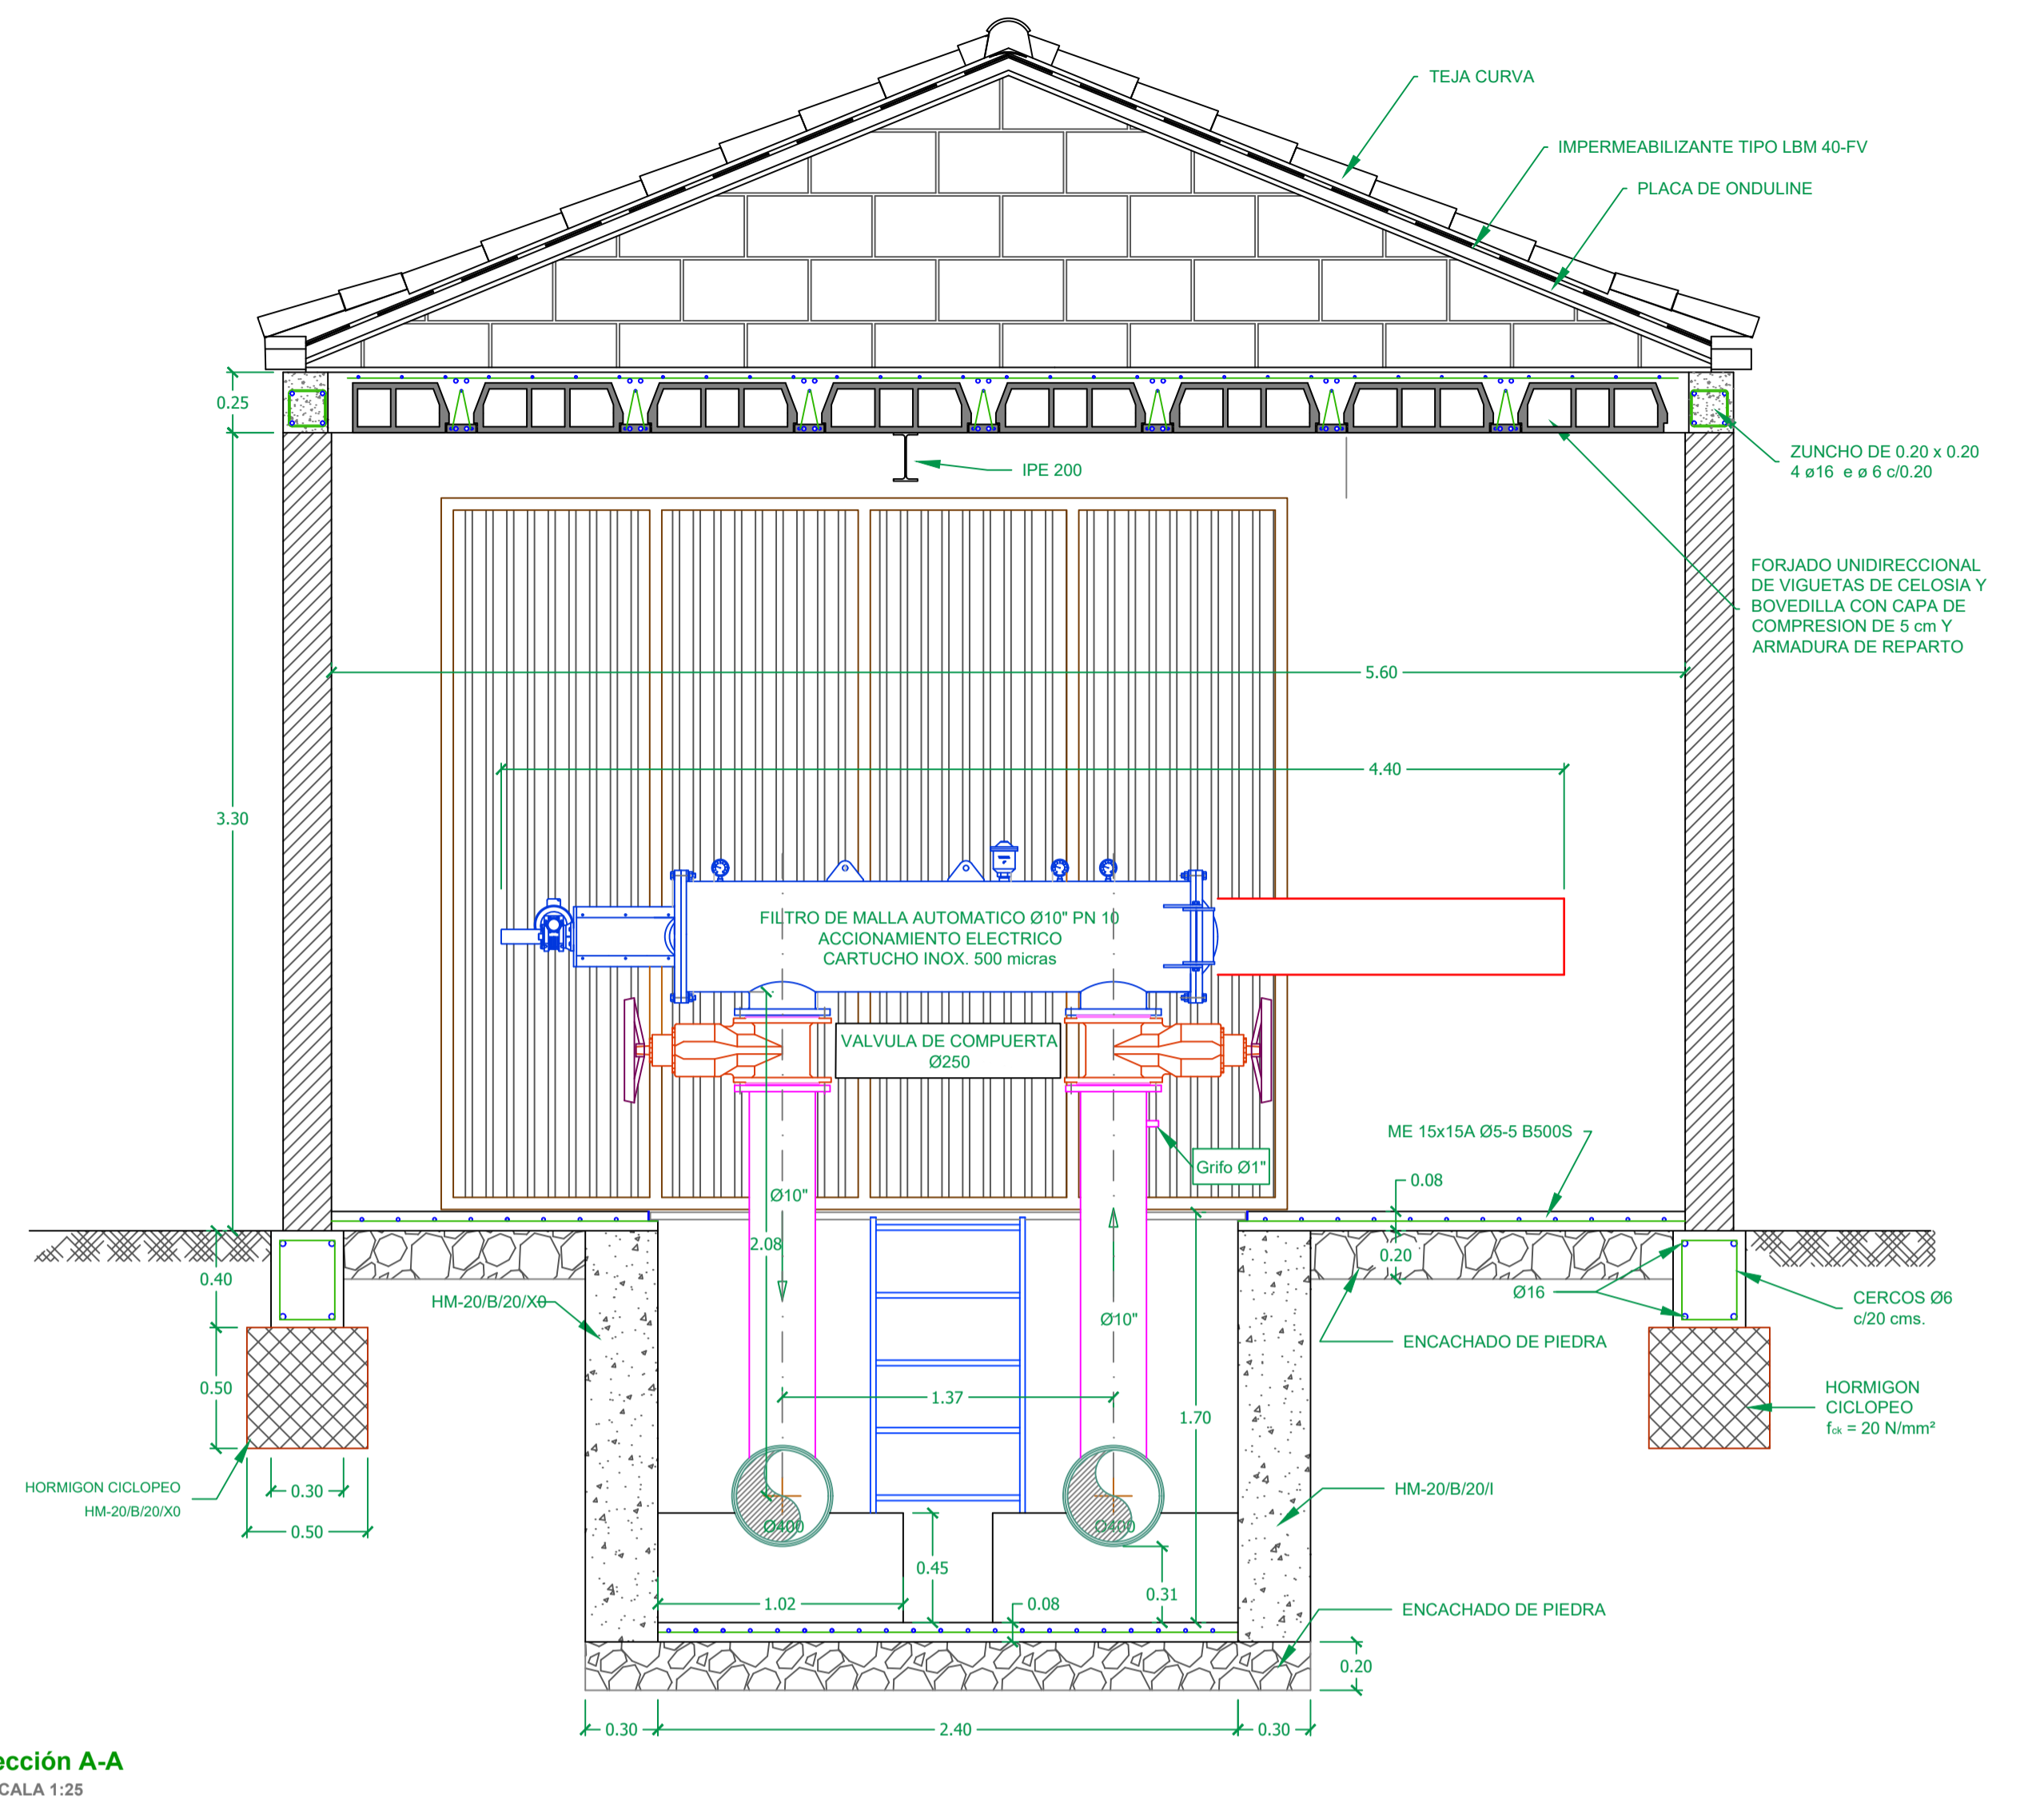 TEJA CURVA
IMPERMEABILIZANTE TIPO LBM 40-FV
PLACA DE ONDULINE
0.25
IPE 200
ZUNCHO DE 0.20 x 0.20
4 ø16 e ø 6 c/0.20
FORJADO UNIDIRECCIONAL
DE VIGUETAS DE CELOSIA Y
BOVEDILLA CON CAPA DE
COMPRESION DE 5 cm Y
ARMADURA DE REPARTO
5.60
4.40
3.30
FILTRO DE MALLA AUTOMATICO Ø10" PN 10
ACCIONAMIENTO ELECTRICO
CARTUCHO INOX. 500 micras
VALVULA DE COMPUERTA
Ø250
ME 15x15A Ø5-5 B500S
Grifo Ø1"
0.08
Ø10"
2.08
0.20
0.40
Ø16
CERCOS Ø6
c/20 cms.
HM-20/B/20/X0
Ø10"
ENCACHADO DE PIEDRA
0.50
1.37
1.70
HORMIGON
CICLOPEO
fck = 20 N/mm²
HORMIGON CICLOPEO
HM-20/B/20/X0
0.30
0.50
HM-20/B/20/I
Ø400
Ø400
0.45
0.31
1.02
0.08
ENCACHADO DE PIEDRA
0.20
0.30
2.40
0.30
ección A-A
CALA 1:25